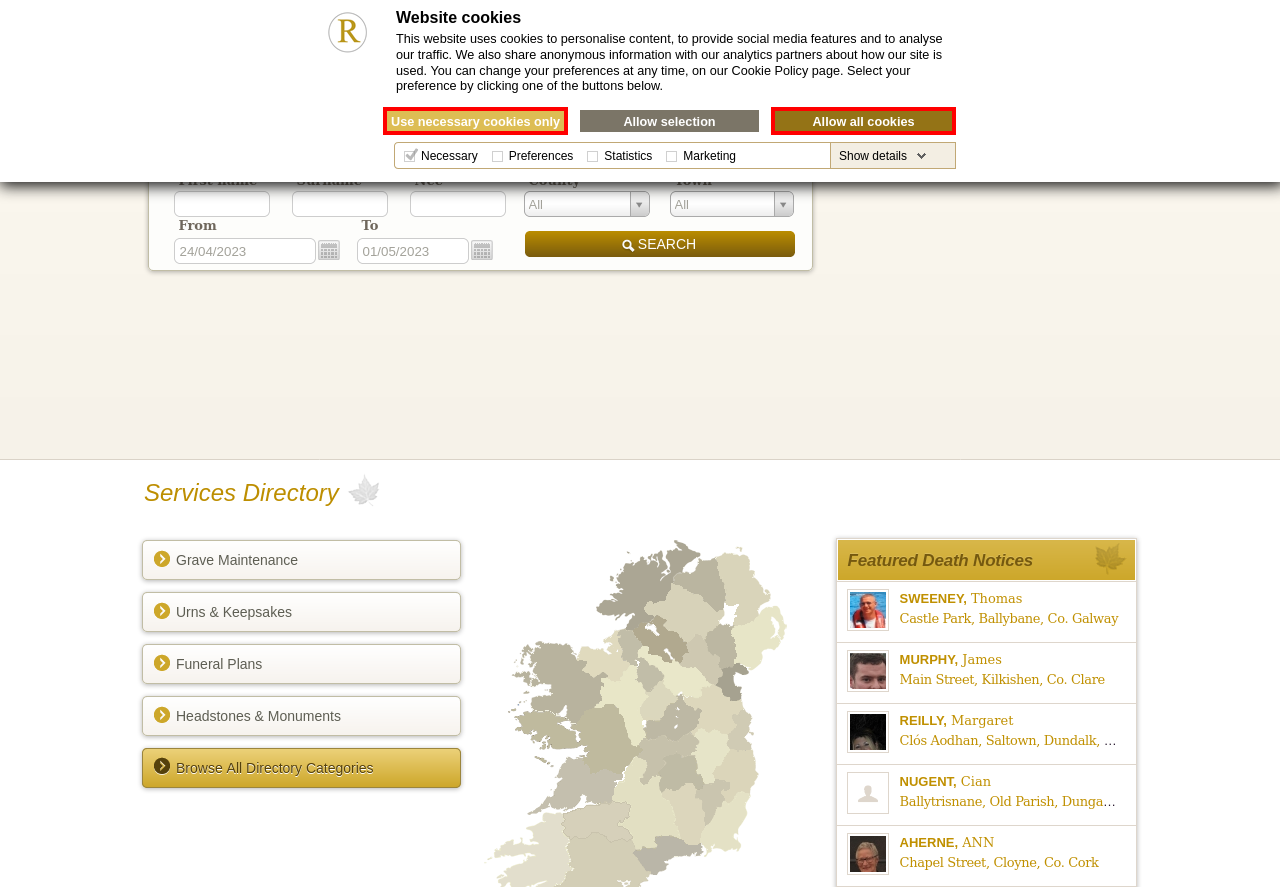 R
Website cookies
This website uses cookies to personalise content, to provide social media features and to analyse
our traffic. We also share anonymous information with our analytics partners about how our site is
used. You can change your preferences at any time, on our Cookie Policy page. Select your
preference by clicking one of the buttons below.
Use necessary cookies only
Allow selection
Allow all cookies
Necessary
Preferences
Statistics
Marketing
Show details
First name
Surname
Nee
County
Town
All
All
From
To
24/04/2023
01/05/2023
SEARCH
Services Directory
Grave Maintenance
Urns & Keepsakes
Funeral Plans
Headstones & Monuments
Browse All Directory Categories
Featured Death Notices
SWEENEY, Thomas
Castle Park, Ballybane, Co. Galway
MURPHY, James
Main Street, Kilkishen, Co. Clare
REILLY, Margaret
Clós Aodhan, Saltown, Dundalk, ...
NUGENT, Cian
Ballytrisnane, Old Parish, Dunga...
AHERNE, ANN
Chapel Street, Cloyne, Co. Cork